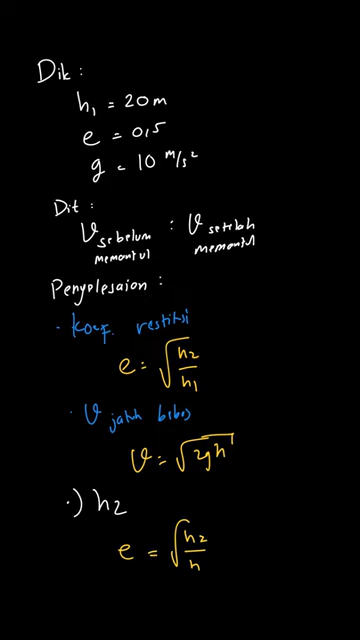 Dik :
h₁ = 20 m
e = 0,5
g = 10 m/s²
Dit :
V sebelum memantul : V setelah memantul
Penyelesaian :
· Koef. restitsi
e = √(h₂/h₁)
· V jatuh bebas
V = √(2gh)
·) h₂
e = √(h₂/h)